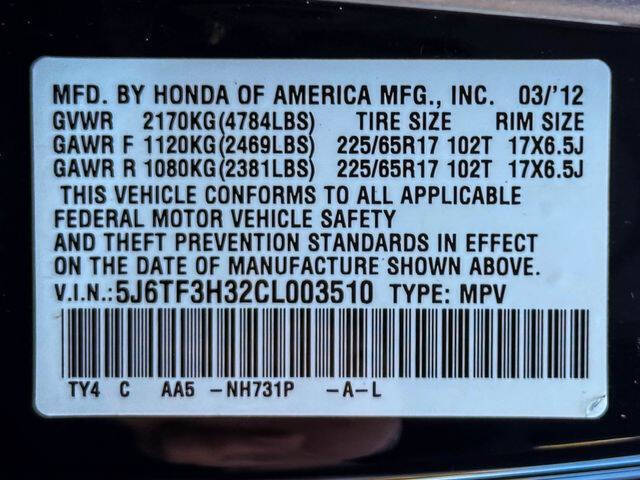 MFD. BY HONDA OF AMERICA MFG., INC. 03/'12
GVWR 2170KG(4784LBS) TIRE SIZE RIM SIZE
GAWR F 1120KG(2469LBS) 225/65R17 102T 17X6.5J
GAWR R 1080KG(2381LBS) 225/65R17 102T 17X6.5J
THIS VEHICLE CONFORMS TO ALL APPLICABLE
FEDERAL MOTOR VEHICLE SAFETY
AND THEFT PREVENTION STANDARDS IN EFFECT
ON THE DATE OF MANUFACTURE SHOWN ABOVE.
V.I.N.:5J6TF3H32CL003510 TYPE: MPV
TY4 C AA5 -NH731P -A-L